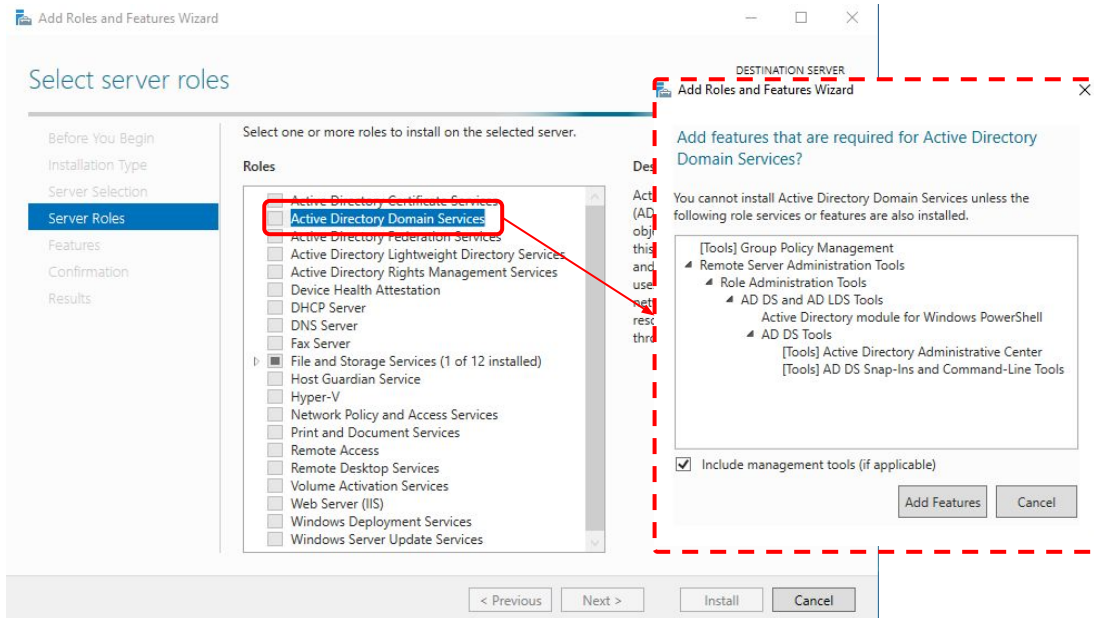 Add Roles and Features Wizard
Select server roles
DESTINATION SERVER
Before You Begin
Installation Type
Server Selection
Server Roles
Features
Confirmation
Results
Select one or more roles to install on the selected server.
Roles
Active Directory Certificate Services
Active Directory Domain Services
Active Directory Federation Services
Active Directory Lightweight Directory Services
Active Directory Rights Management Services
Device Health Attestation
DHCP Server
DNS Server
Fax Server
File and Storage Services (1 of 12 installed)
Host Guardian Service
Hyper-V
Network Policy and Access Services
Print and Document Services
Remote Access
Remote Desktop Services
Volume Activation Services
Web Server (IIS)
Windows Deployment Services
Windows Server Update Services
< Previous
Next >
Install
Cancel
Add Roles and Features Wizard
Add features that are required for Active Directory
Domain Services?
You cannot install Active Directory Domain Services unless the
following role services or features are also installed.
[Tools] Group Policy Management
Remote Server Administration Tools
Role Administration Tools
AD DS and AD LDS Tools
Active Directory module for Windows PowerShell
AD DS Tools
[Tools] Active Directory Administrative Center
[Tools] AD DS Snap-Ins and Command-Line Tools
Include management tools (if applicable)
Add Features
Cancel